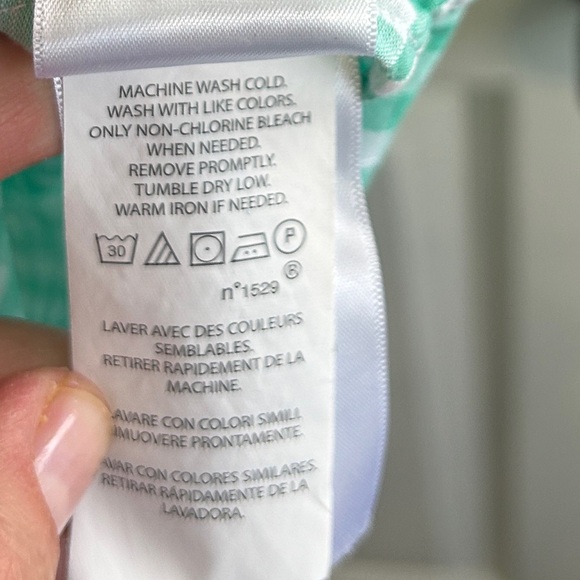 MACHINE WASH COLD.
WASH WITH LIKE COLORS.
ONLY NON-CHLORINE BLEACH
WHEN NEEDED.
REMOVE PROMPTLY.
TUMBLE DRY LOW.
WARM IRON IF NEEDED.
30 P
6
n°1529
LAVER AVEC DES COULEURS
SEMBLABLES.
RETIRER RAPIDEMENT DE LA
MACHINE.
LAVARE CON COLORI SIMILI.
RIMUOVERE PRONTAMENTE.
LAVAR CON COLORES SIMILARES.
RETIRAR RÁPIDAMENTE DE LA
LAVADORA.